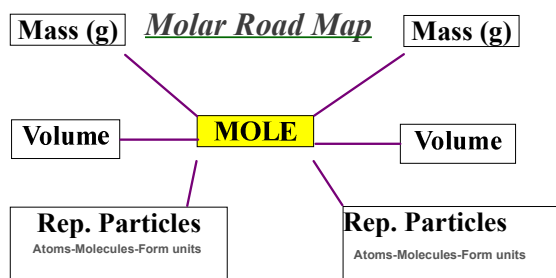 Molar Road Map
Mass (g)
Mass (g)
Volume
MOLE
Volume
Rep. Particles
Atoms-Molecules-Form units
Rep. Particles
Atoms-Molecules-Form units